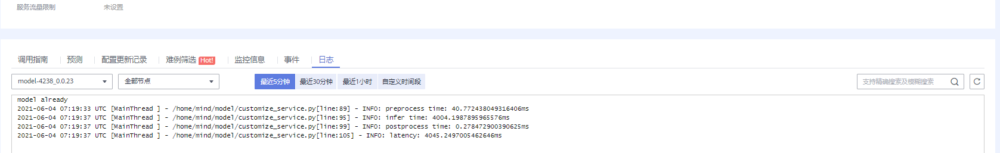 服务流量限制 未设置
调用指南 预测 配置更新记录 难例筛选 Hot! 监控信息 事件 日志
model-4238_0.0.23 全部节点 最近5分钟 最近30分钟 最近1小时 自定义时间段 支持精确搜索及模糊搜索
model already
2021-06-04 07:19:33 UTC [MainThread ] - /home/mind/model/customize_service.py[line:89] - INFO: preprocess time: 40.772438049316406ms
2021-06-04 07:19:37 UTC [MainThread ] - /home/mind/model/customize_service.py[line:95] - INFO: infer time: 4004.1987895965576ms
2021-06-04 07:19:37 UTC [MainThread ] - /home/mind/model/customize_service.py[line:99] - INFO: postprocess time: 0.278472900390625ms
2021-06-04 07:19:37 UTC [MainThread ] - /home/mind/model/customize_service.py[line:105] - INFO: latency: 4045.2497005462646ms